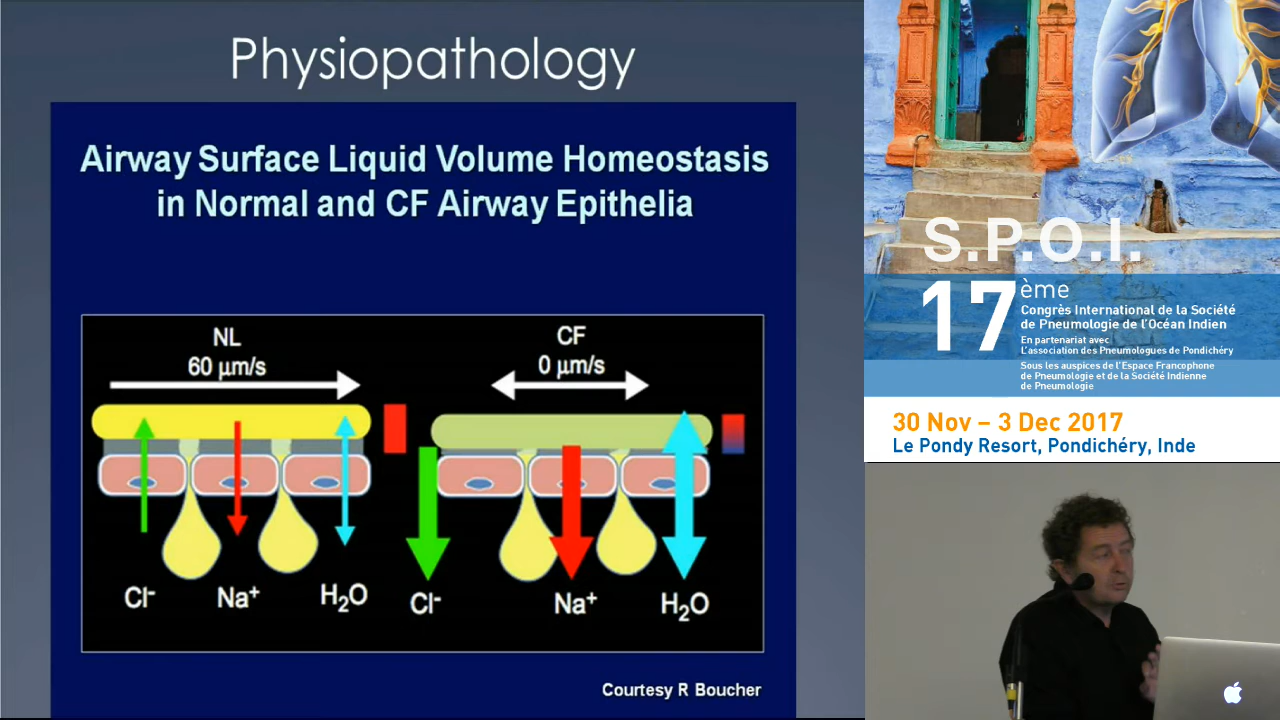 Physiopathology
Airway Surface Liquid Volume Homeostasis
in Normal and CF Airway Epithelia
NL
60 μm/s
CF
0 μm/s
Cl-
Na+
H2O
Cl-
Na+
H2O
Courtesy R Boucher
S.P.O.I.
17ème
Congrès International de la Société
de Pneumologie de l'Océan Indien
En partenariat avec
L'association des Pneumologues de Pondichéry
Sous les auspices de l'Espace Francophone
de Pneumologie et de la Société Indienne
de Pneumologie
30 Nov – 3 Dec 2017
Le Pondy Resort, Pondichéry, Inde